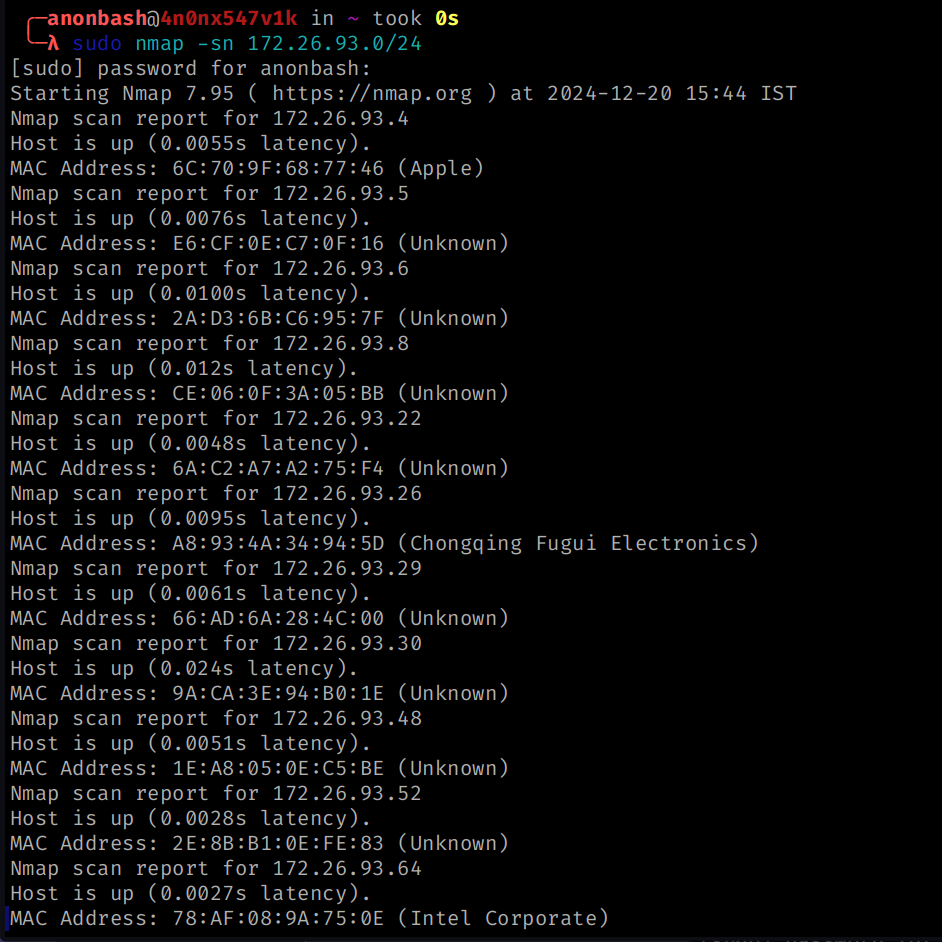 anonbash@4n0nx547v1k in ~ took 0s
λ sudo nmap -sn 172.26.93.0/24
[sudo] password for anonbash:
Starting Nmap 7.95 ( https://nmap.org ) at 2024-12-20 15:44 IST
Nmap scan report for 172.26.93.4
Host is up (0.0055s latency).
MAC Address: 6C:70:9F:68:77:46 (Apple)
Nmap scan report for 172.26.93.5
Host is up (0.0076s latency).
MAC Address: E6:CF:0E:C7:0F:16 (Unknown)
Nmap scan report for 172.26.93.6
Host is up (0.0100s latency).
MAC Address: 2A:D3:6B:C6:95:7F (Unknown)
Nmap scan report for 172.26.93.8
Host is up (0.012s latency).
MAC Address: CE:06:0F:3A:05:BB (Unknown)
Nmap scan report for 172.26.93.22
Host is up (0.0048s latency).
MAC Address: 6A:C2:A7:A2:75:F4 (Unknown)
Nmap scan report for 172.26.93.26
Host is up (0.0095s latency).
MAC Address: A8:93:4A:34:94:5D (Chongqing Fugui Electronics)
Nmap scan report for 172.26.93.29
Host is up (0.0061s latency).
MAC Address: 66:AD:6A:28:4C:00 (Unknown)
Nmap scan report for 172.26.93.30
Host is up (0.024s latency).
MAC Address: 9A:CA:3E:94:B0:1E (Unknown)
Nmap scan report for 172.26.93.48
Host is up (0.0051s latency).
MAC Address: 1E:A8:05:0E:C5:BE (Unknown)
Nmap scan report for 172.26.93.52
Host is up (0.0028s latency).
MAC Address: 2E:8B:B1:0E:FE:83 (Unknown)
Nmap scan report for 172.26.93.64
Host is up (0.0027s latency).
MAC Address: 78:AF:08:9A:75:0E (Intel Corporate)